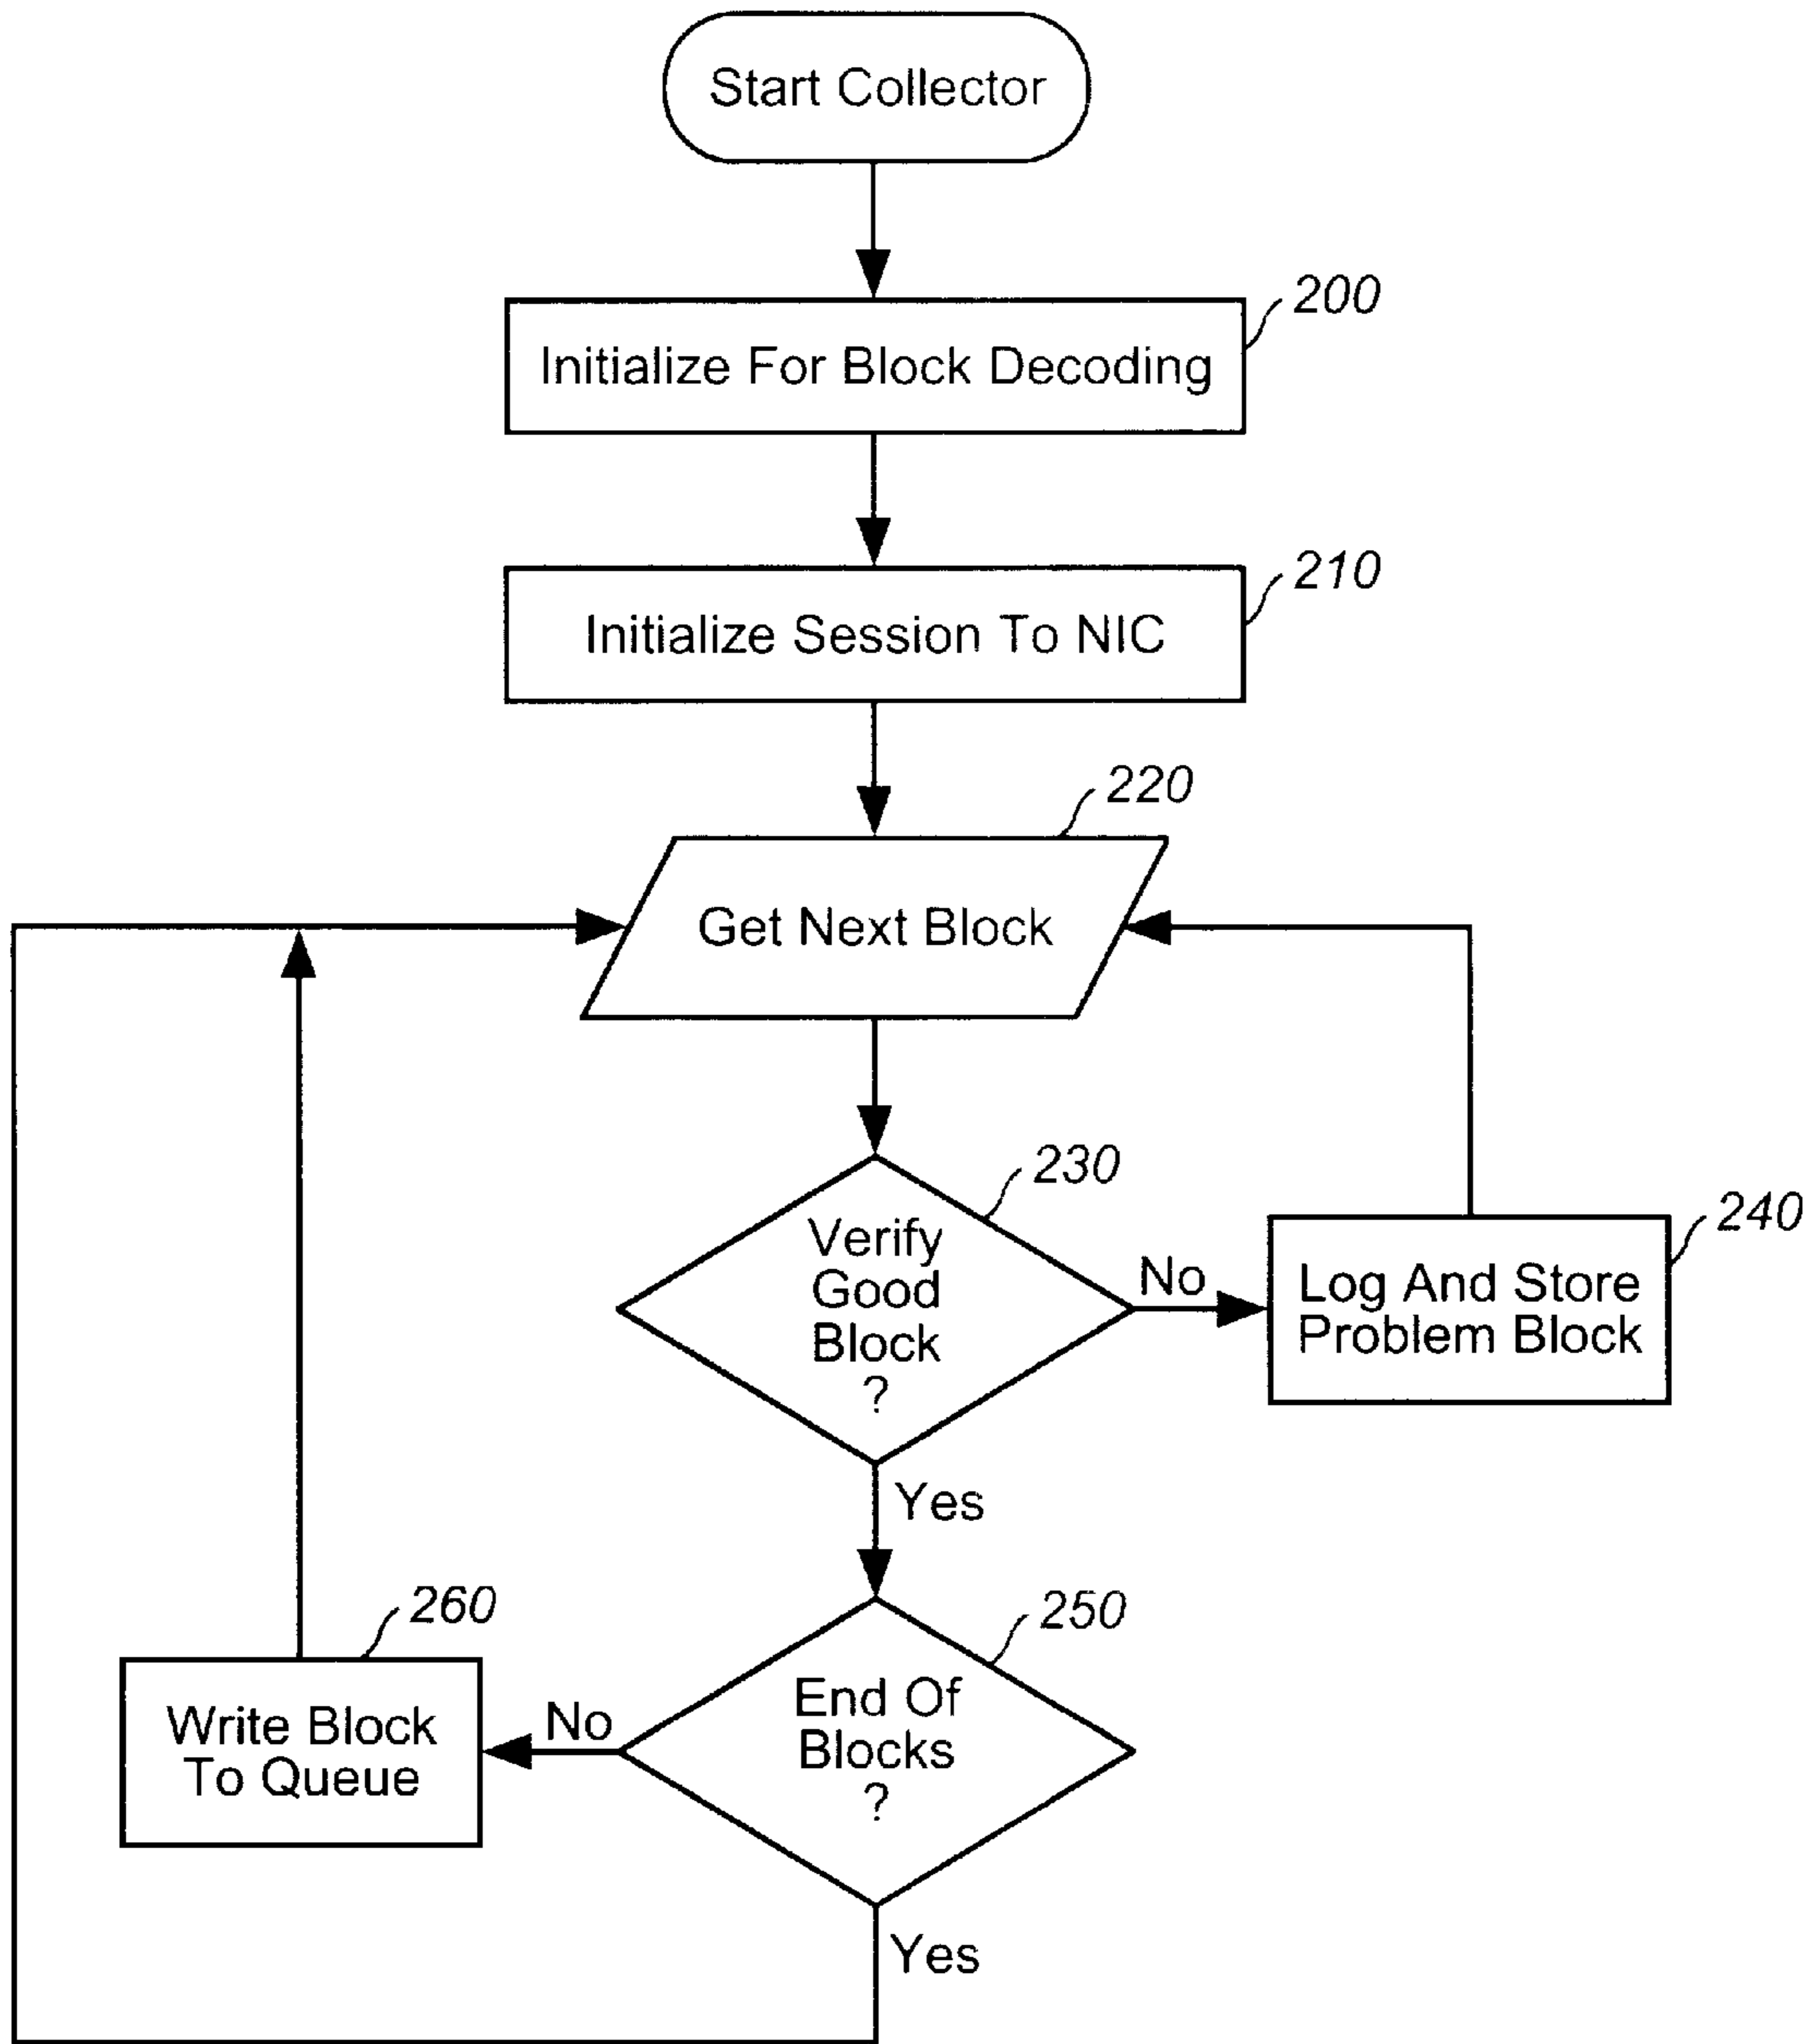 Start Collector
200
Initialize For Block Decoding
210
Initialize Session To NIC
220
Get Next Block
230
Verify
Good
Block
?
No
240
Log And Store
Problem Block
Yes
250
End Of
Blocks
?
No
260
Write Block
To Queue
Yes